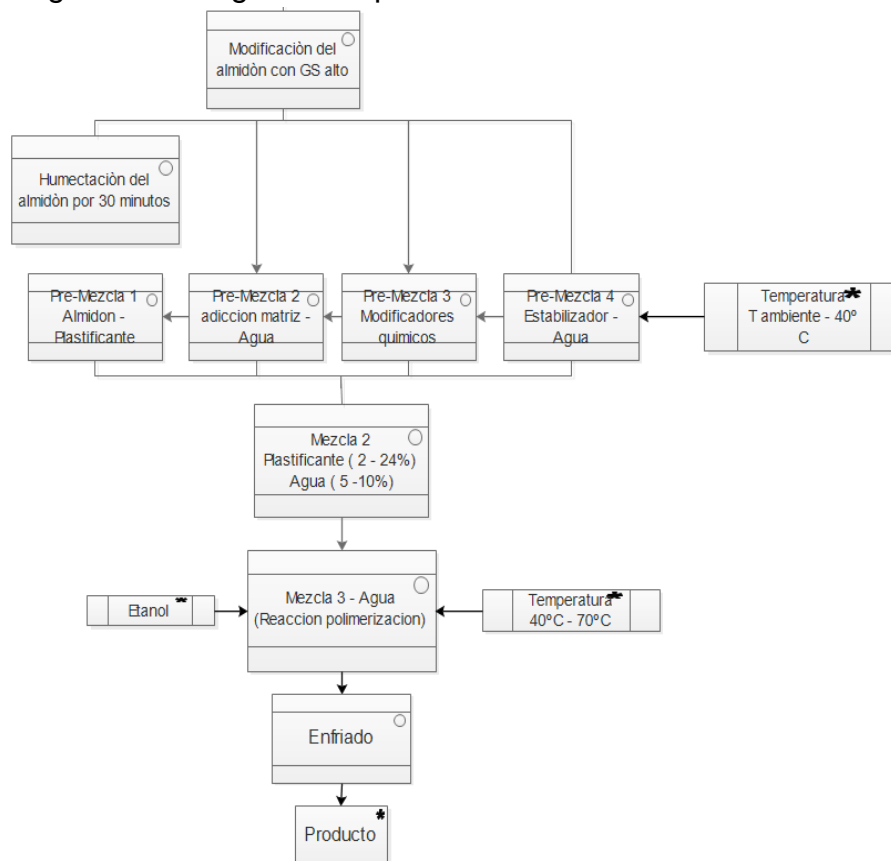 Modificaciòn del
almidòn con GS alto
Humectaciòn del
almidòn por 30 minutos
Pre-Mezcla 1
Almidon -
Plastificante
Pre-Mezcla 2
adiccion matriz -
Agua
Pre-Mezcla 3
Modificadores
quimicos
Pre-Mezcla 4
Estabilizador -
Agua
Temperatura*
T ambiente - 40º
C
Mezcla 2
Plastificante ( 2 - 24%)
Agua ( 5 -10%)
Etanol *
Mezcla 3 - Agua
(Reaccion polimerizacion)
Temperatura*
40ºC - 70ºC
Enfriado
Producto *